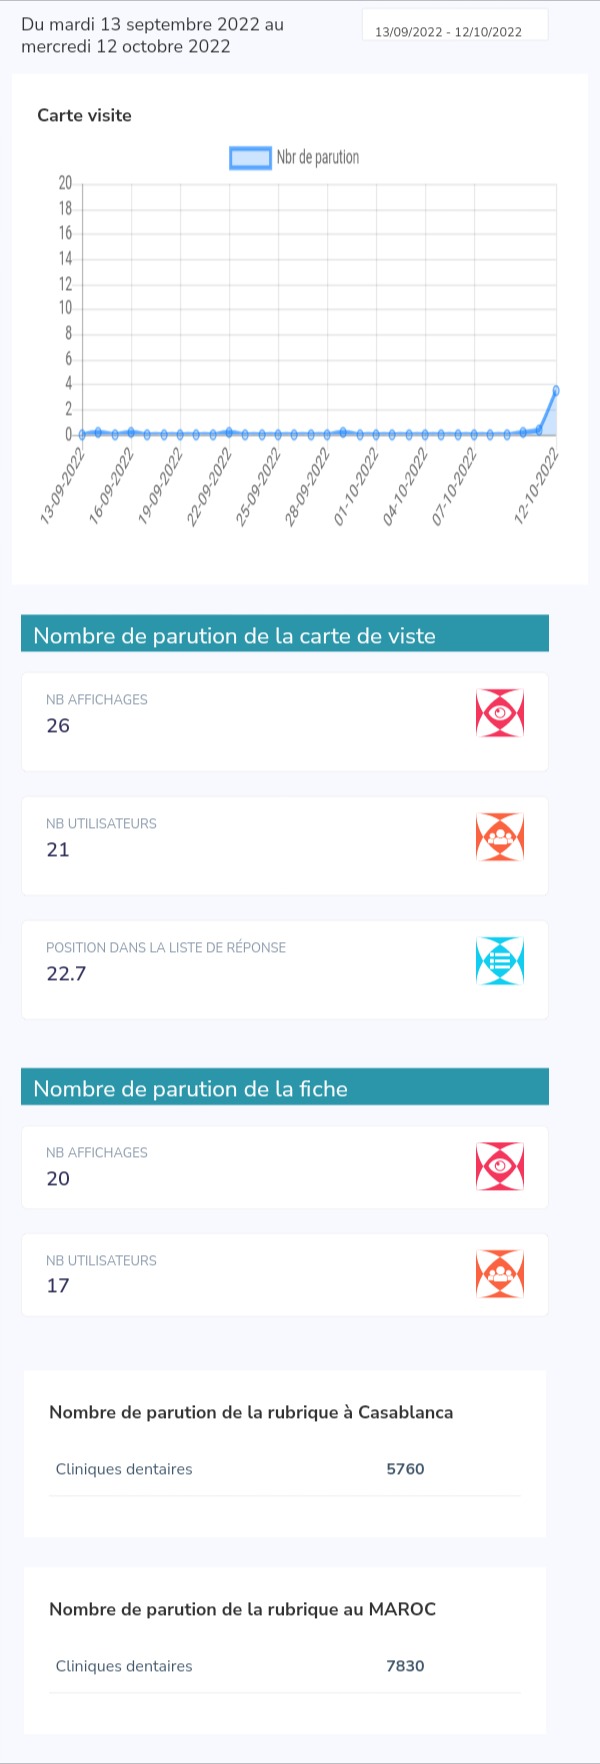 Du mardi 13 septembre 2022 au
mercredi 12 octobre 2022
13/09/2022 - 12/10/2022
Carte visite
Nbr de parution
20
18
16
14
12
10
8
6
4
2
0
13-09-2022
16-09-2022
19-09-2022
22-09-2022
25-09-2022
28-09-2022
01-10-2022
04-10-2022
07-10-2022
12-10-2022
Nombre de parution de la carte de viste
NB AFFICHAGES
26
NB UTILISATEURS
21
POSITION DANS LA LISTE DE RÉPONSE
22.7
Nombre de parution de la fiche
NB AFFICHAGES
20
NB UTILISATEURS
17
Nombre de parution de la rubrique à Casablanca
Cliniques dentaires 5760
Nombre de parution de la rubrique au MAROC
Cliniques dentaires 7830